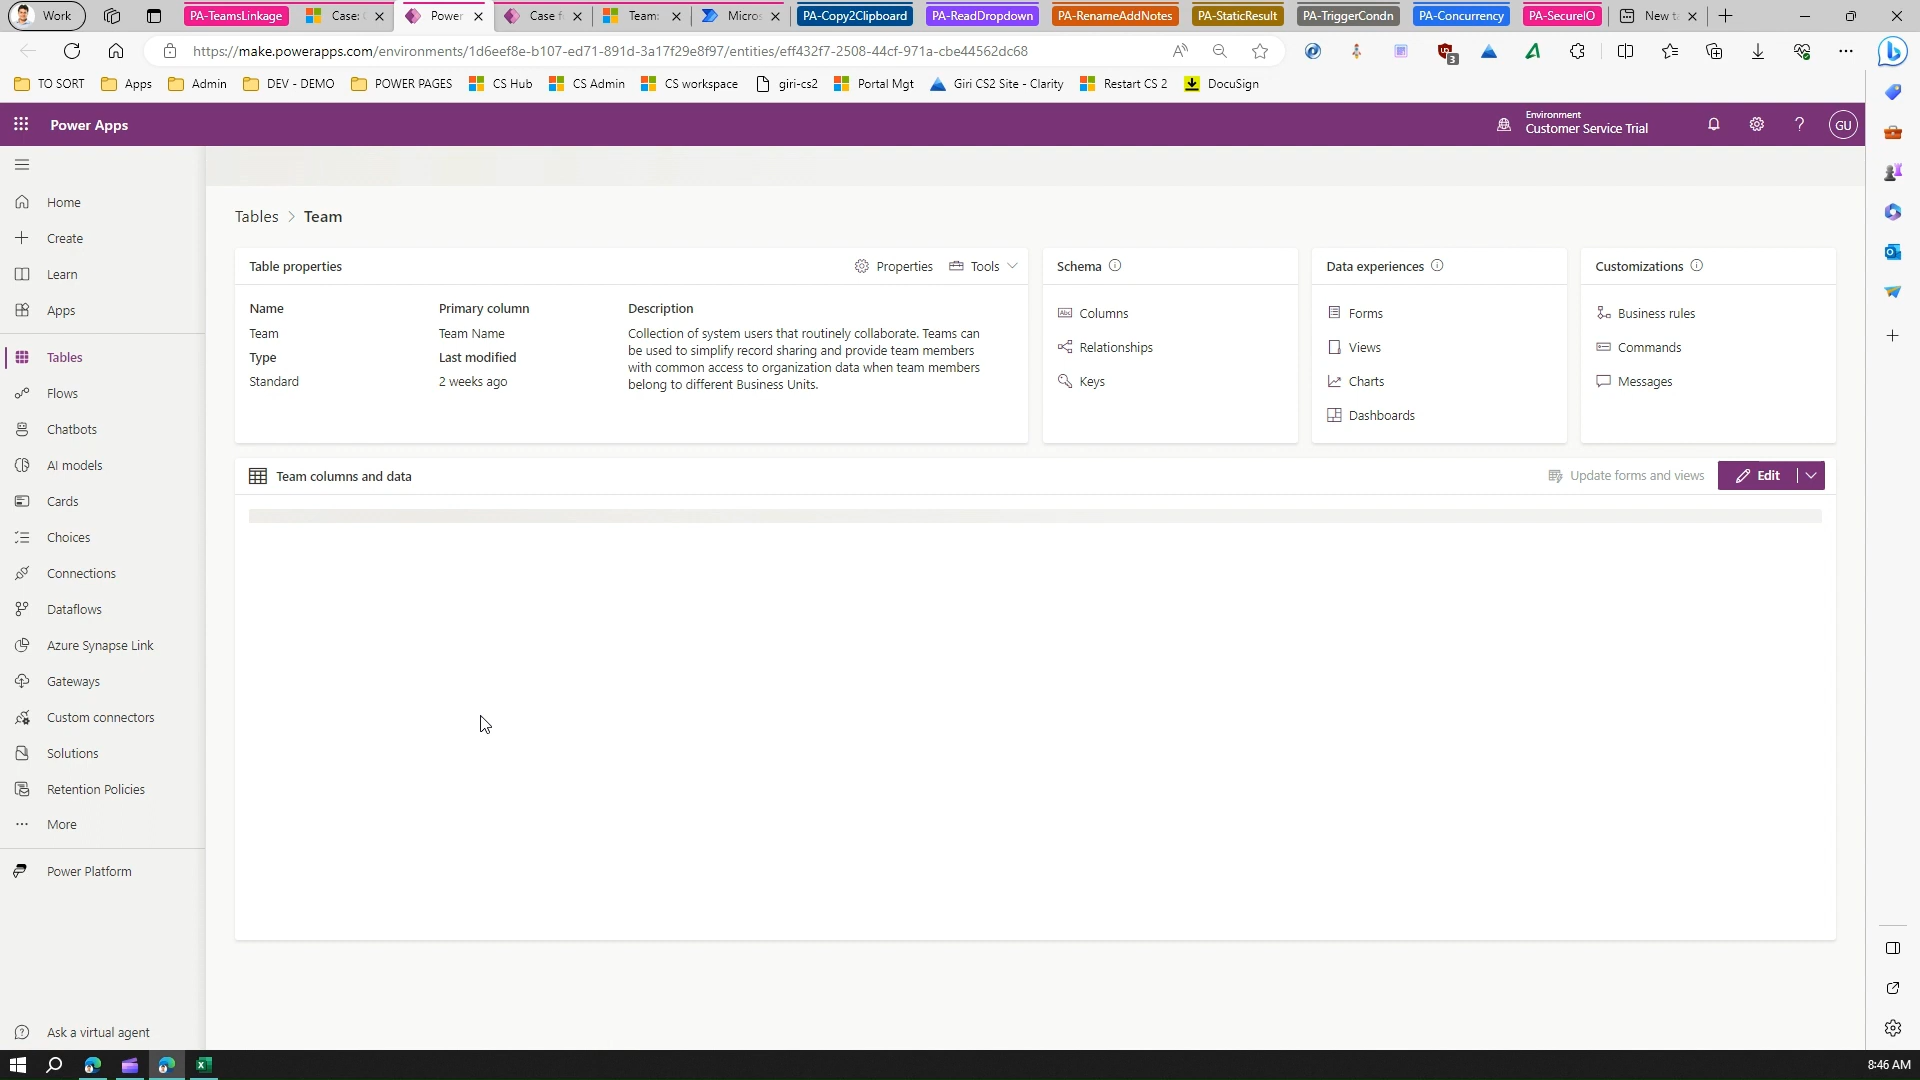 Work
PA-TeamsLinkage
Case:
Power
Case f
Team:
Micros
PA-Copy2Clipboard
PA-ReadDropdown
PA-RenameAddNotes
PA-StaticResult
PA-TriggerCondn
PA-Concurrency
PA-SecureIO
New t
https://make.powerapps.com/environments/1d6eef8e-b107-ed71-891d-3a17f29e8f97/entities/eff432f7-2508-44cf-971a-cbe44562dc68
3
TO SORT
Apps
Admin
DEV - DEMO
POWER PAGES
CS Hub
CS Admin
CS workspace
giri-cs2
Portal Mgt
Giri CS2 Site - Clarity
Restart CS 2
DocuSign
Power Apps
Environment
Customer Service Trial
GU
Home
Create
Learn
Apps
Tables
Flows
Chatbots
AI models
Cards
Choices
Connections
Dataflows
Azure Synapse Link
Gateways
Custom connectors
Solutions
Retention Policies
More
Power Platform
Ask a virtual agent
Tables > Team
Table properties
Properties
Tools
Name
Team
Type
Standard
Primary column
Team Name
Last modified
2 weeks ago
Description
Collection of system users that routinely collaborate. Teams can
be used to simplify record sharing and provide team members
with common access to organization data when team members
belong to different Business Units.
Schema
Columns
Relationships
Keys
Data experiences
Forms
Views
Charts
Dashboards
Customizations
Business rules
Commands
Messages
Team columns and data
Update forms and views
Edit
8:46 AM